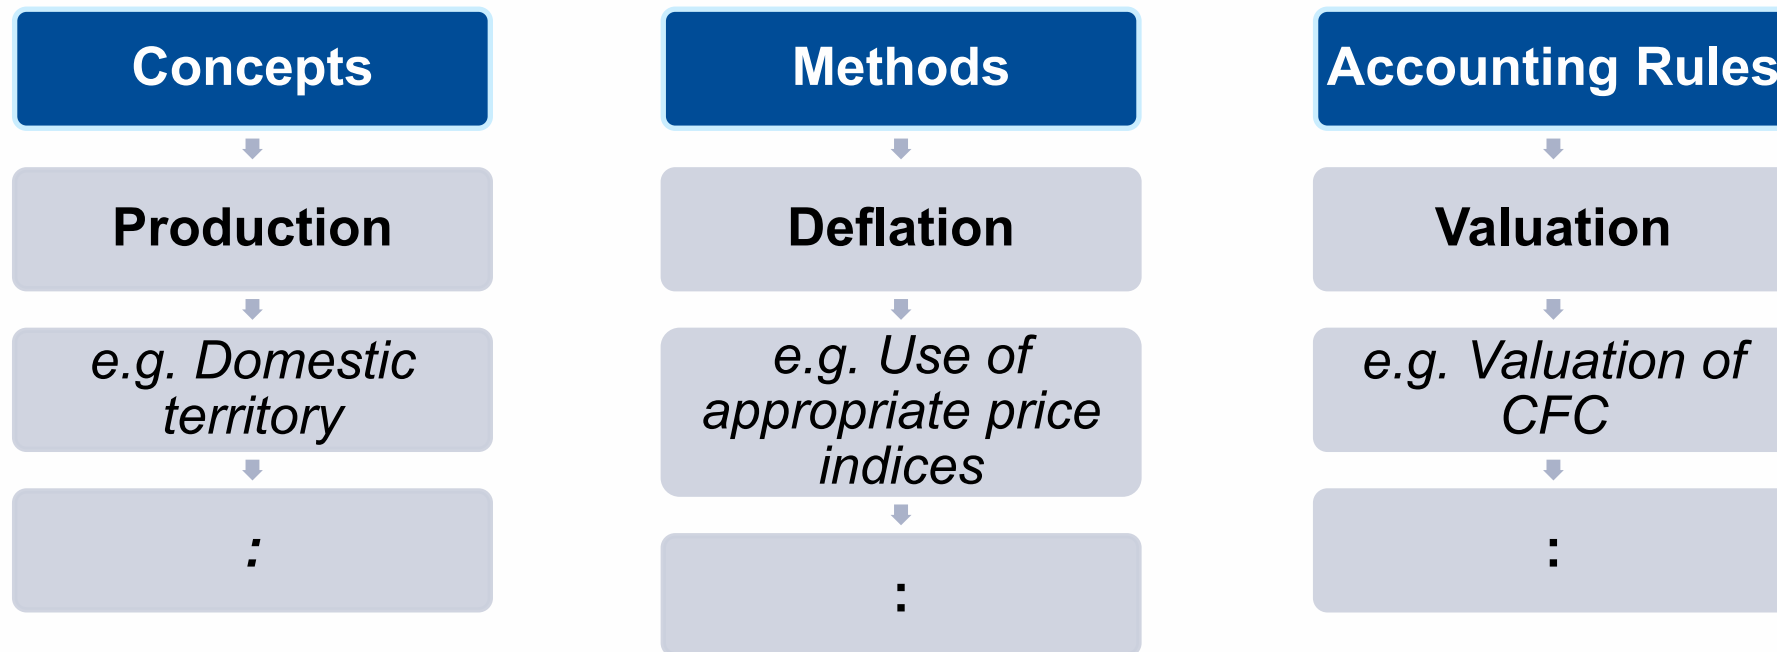 Concepts
Production
e.g. Domestic
territory
:
Methods
Deflation
e.g. Use of
appropriate price
indices
:
Accounting Rules
Valuation
e.g. Valuation of
CFC
: